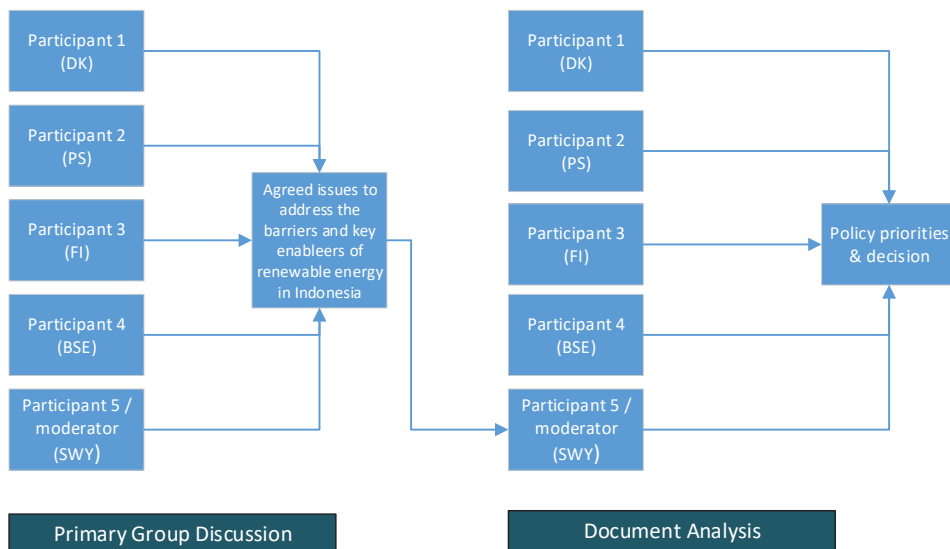 Participant 1
(DK)
Participant 2
(PS)
Participant 3
(FI)
Participant 4
(BSE)
Participant 5 /
moderator
(SWY)
Agreed issues to
address the
barriers and key
enableers of
renewable energy
in Indonesia
Primary Group Discussion
Participant 1
(DK)
Participant 2
(PS)
Participant 3
(FI)
Participant 4
(BSE)
Participant 5 /
moderator
(SWY)
Policy priorities
& decision
Document Analysis